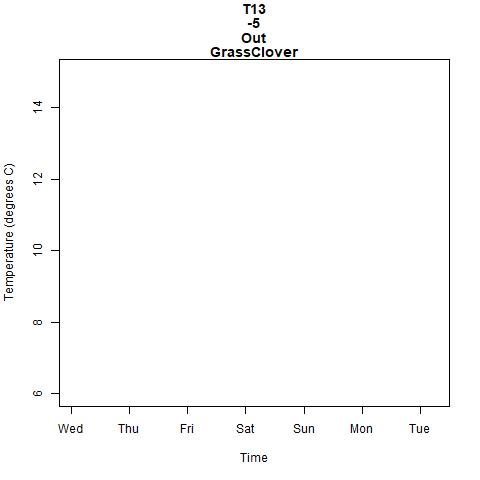 T13
-5
Out
GrassClover
Temperature (degrees C)
14
12
10
8
6
Wed Thu Fri Sat Sun Mon Tue
Time